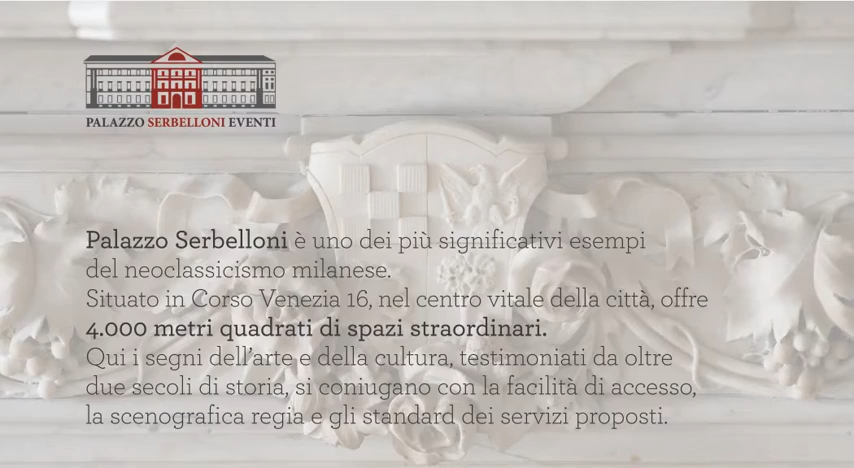 PALAZZO SERBELLONI EVENTI
Palazzo Serbelloni è uno dei più significativi esempi
del neoclassicismo milanese.
Situato in Corso Venezia 16, nel centro vitale della città, offre
4.000 metri quadrati di spazi straordinari.
Qui i segni dell'arte e della cultura, testimoniati da oltre
due secoli di storia, si coniugano con la facilità di accesso,
la scenografica regia e gli standard dei servizi proposti.